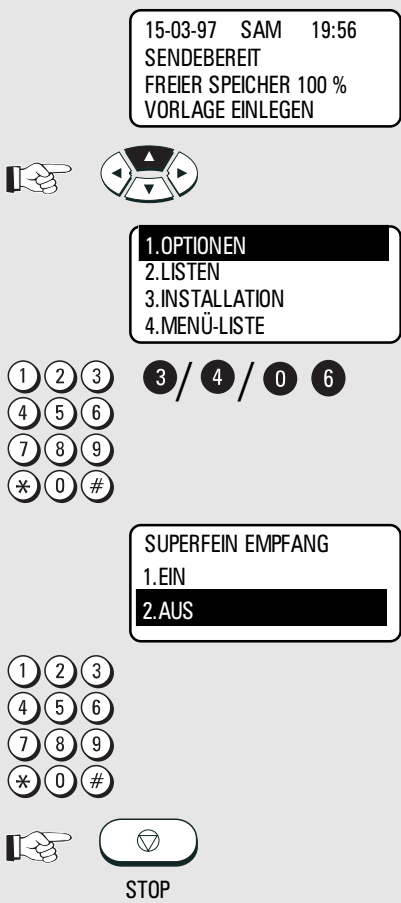 15-03-97 SAM 19:56
SENDEBEREIT
FREIER SPEICHER 100 %
VORLAGE EINLEGEN
1.OPTIONEN
2.LISTEN
3.INSTALLATION
4.MENÜ-LISTE
1 2 3 3 / 4 / 0 6
4 5 6
7 8 9
* 0 #
SUPERFEIN EMPFANG
1.EIN
2.AUS
1 2 3
4 5 6
7 8 9
* 0 #
STOP